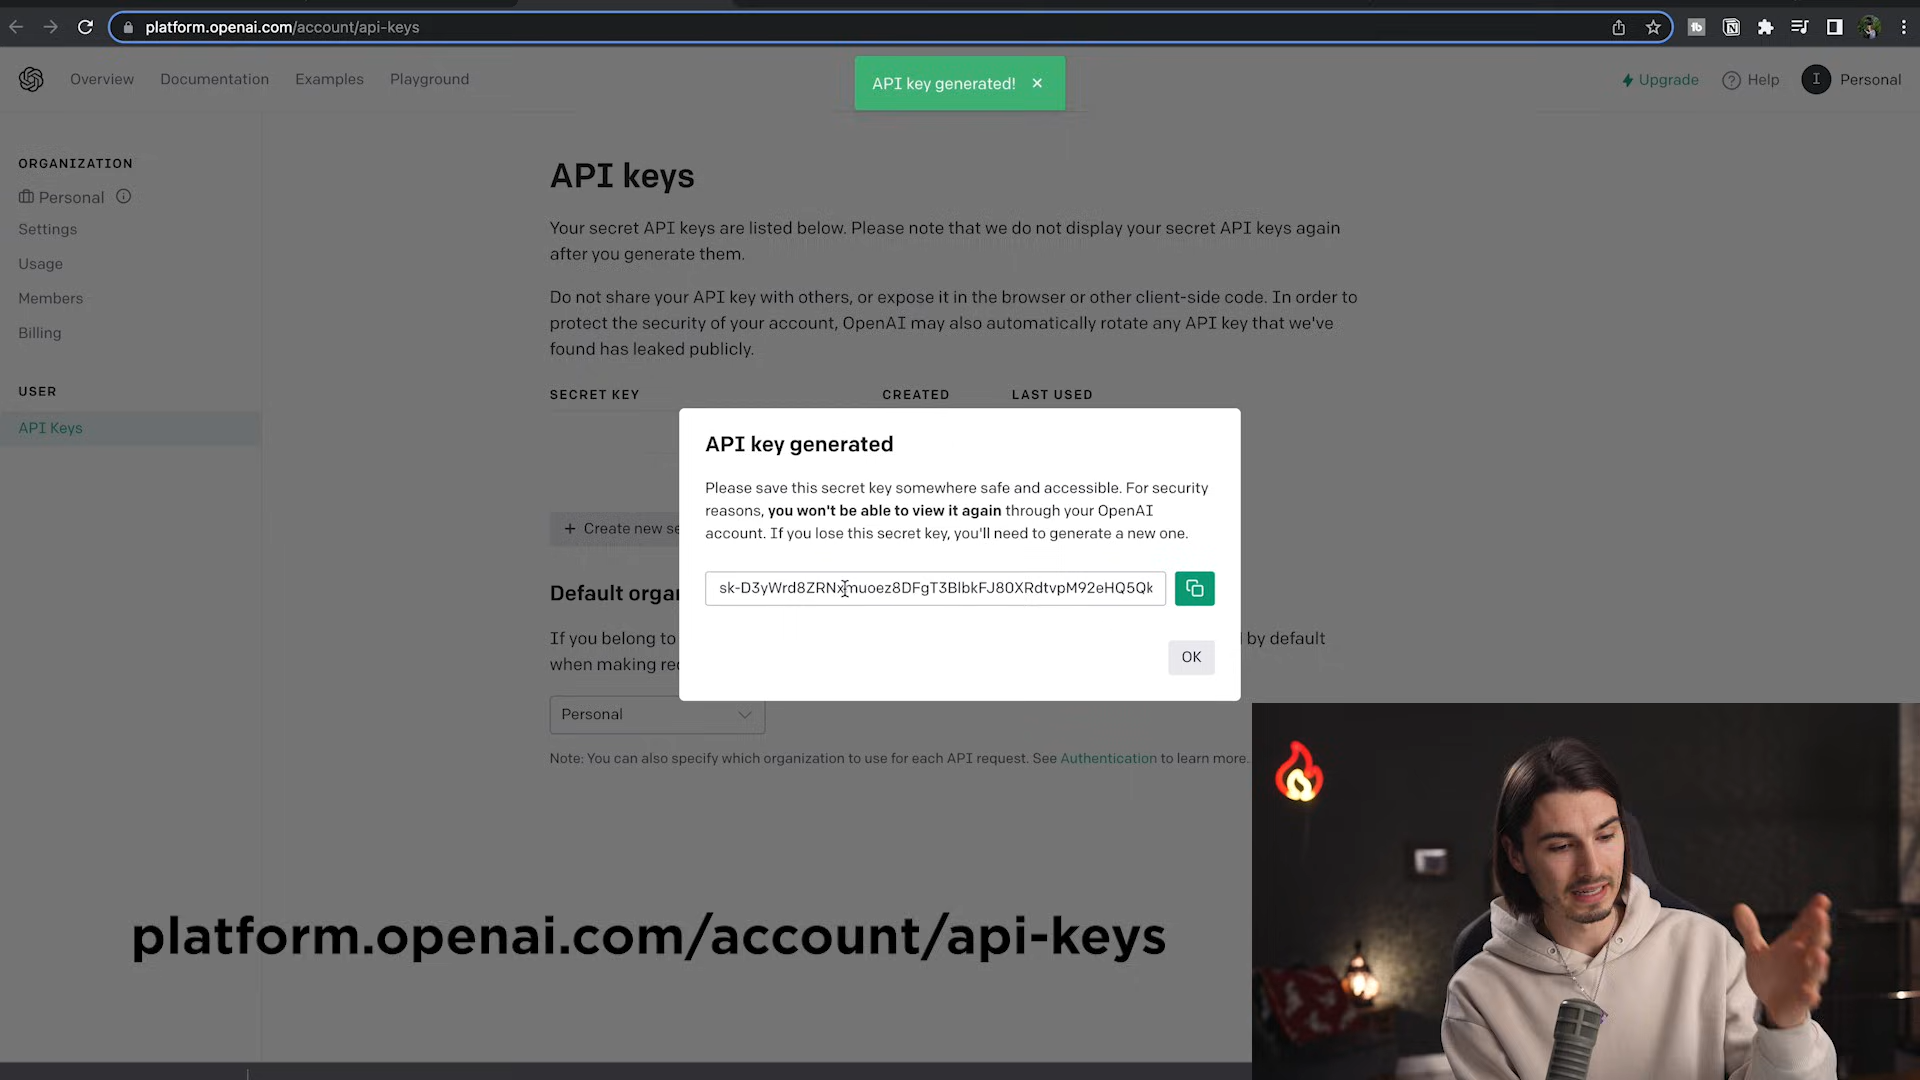 platform.openai.com/account/api-keys
Overview
Documentation
Examples
Playground
API key generated!
Upgrade
Help
I
Personal
ORGANIZATION
Personal
Settings
Usage
Members
Billing
USER
API Keys
API keys
Your secret API keys are listed below. Please note that we do not display your secret API keys again
after you generate them.
Do not share your API key with others, or expose it in the browser or other client-side code. In order to
protect the security of your account, OpenAI may also automatically rotate any API key that we've
found has leaked publicly.
SECRET KEY
CREATED
LAST USED
+ Create new se
API key generated
Please save this secret key somewhere safe and accessible. For security
reasons, you won't be able to view it again through your OpenAI
account. If you lose this secret key, you'll need to generate a new one.
OK
Default orga
If you belong to
by default
when making re
Personal
Note: You can also specify which organization to use for each API request. See Authentication to learn more.
platform.openai.com/account/api-keys